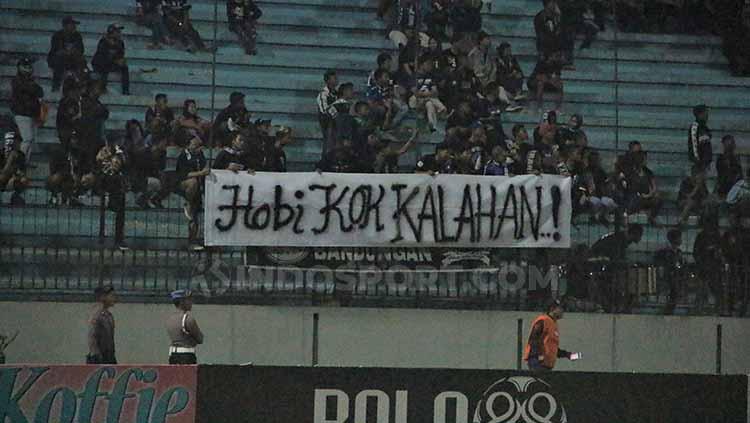 Hobi KOK KALAHAN..!
BANDUNGAN
INDOSPORT.COM
Koffie
POLO